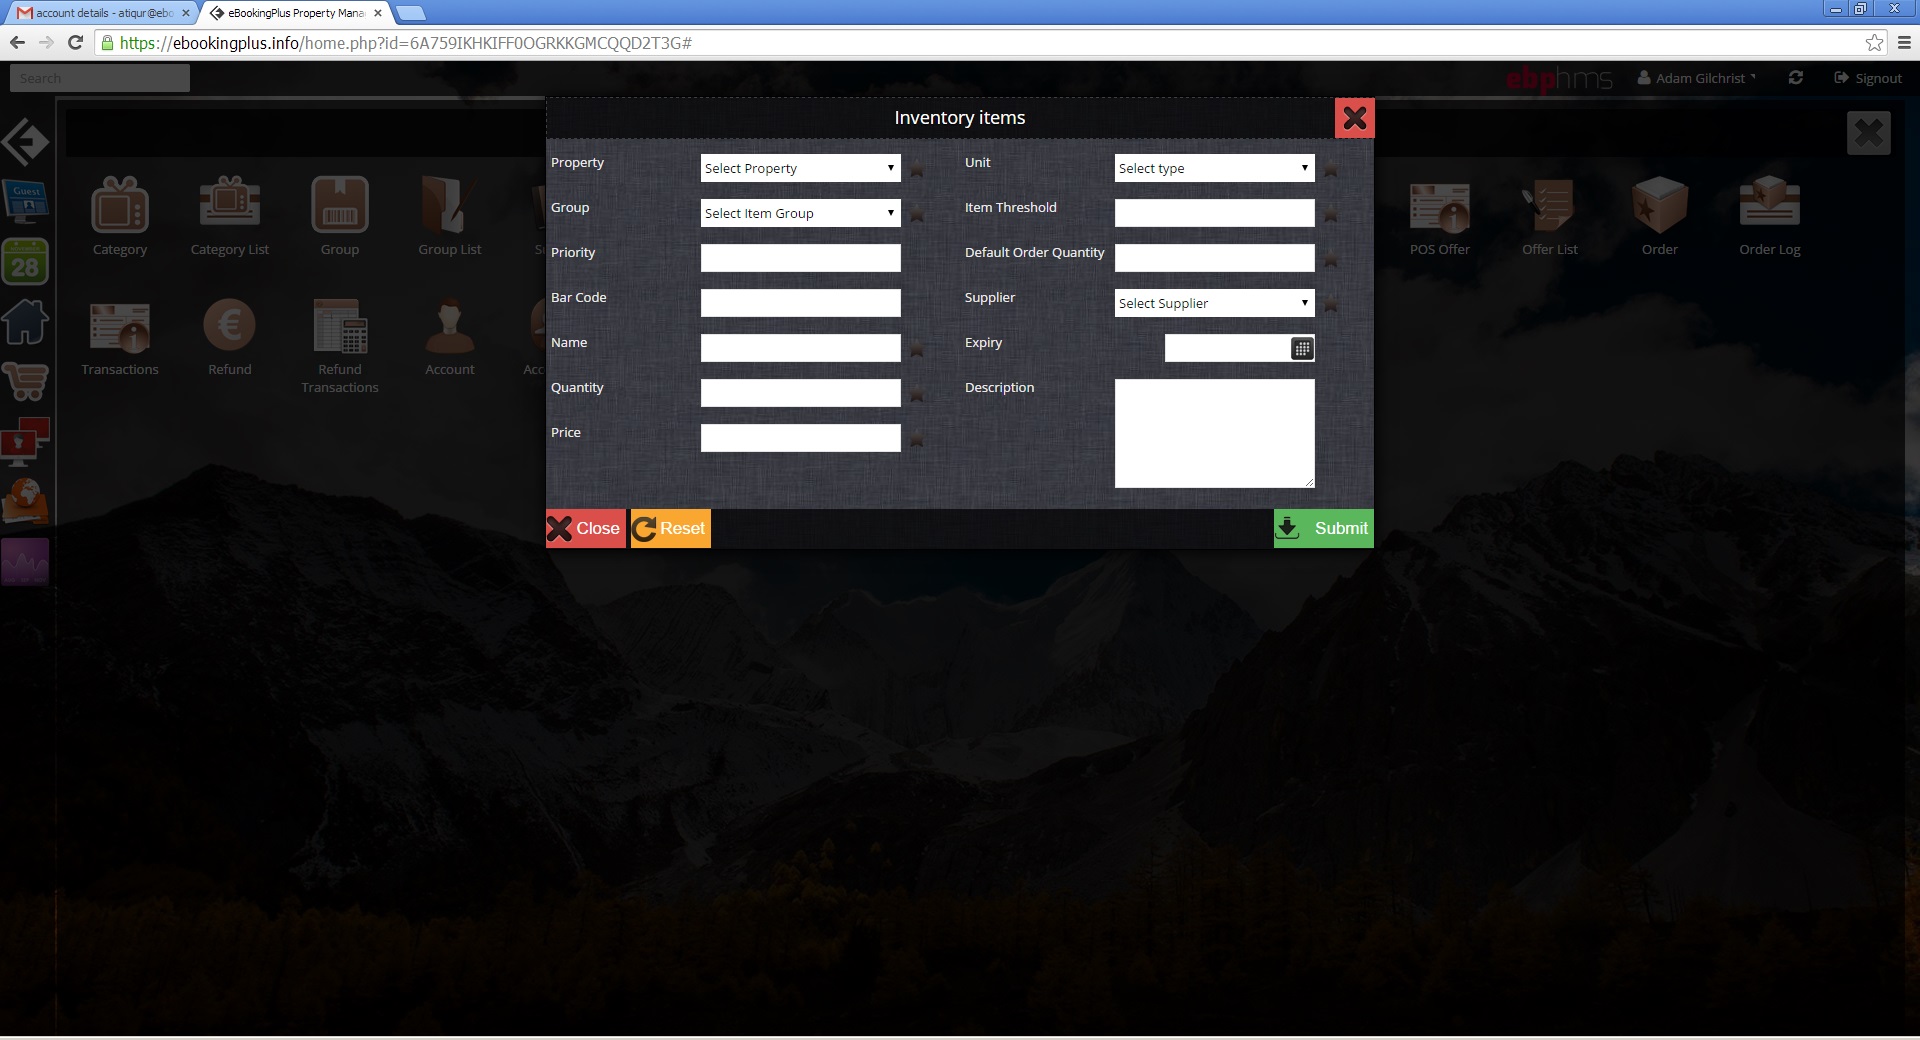 account details - atiqur@ebo
eBookingPlus Property Mana
https://ebookingplus.info/home.php?id=6A759IKHKIFF0OGRKKGMCQQD2T3G#
Search
ebphms
Adam Gilchrist
Signout
Inventory items
Guest
28
Category
Category List
Group
Group List
POS Offer
Offer List
Order
Order Log
Transactions
Refund
Refund
Transactions
Account
Acc
Property
Select Property
Unit
Select type
Group
Select Item Group
Item Threshold
Priority
Default Order Quantity
Bar Code
Supplier
Select Supplier
Name
Expiry
Quantity
Description
Price
Close
Reset
Submit